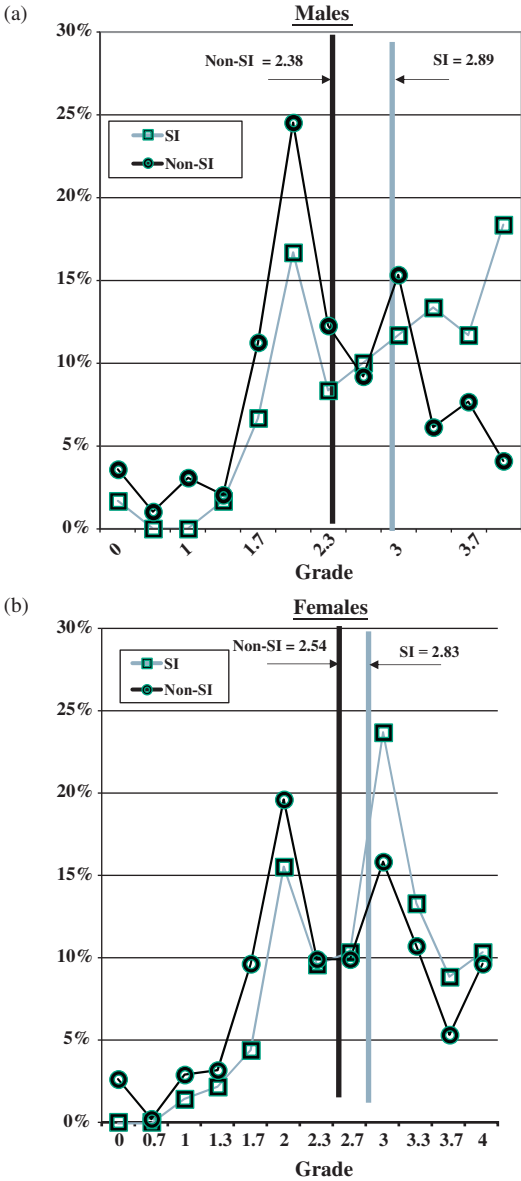 (a)
Males
30%
Non-SI = 2.38
SI = 2.89
25%
SI
Non-SI
20%
15%
10%
5%
0%
0 1 1.7 2.3 3 3.7
Grade
(b)
Females
30%
Non-SI = 2.54
SI = 2.83
SI
Non-SI
25%
20%
15%
10%
5%
0%
0 0.7 1 1.3 1.7 2 2.3 2.7 3 3.3 3.7 4
Grade